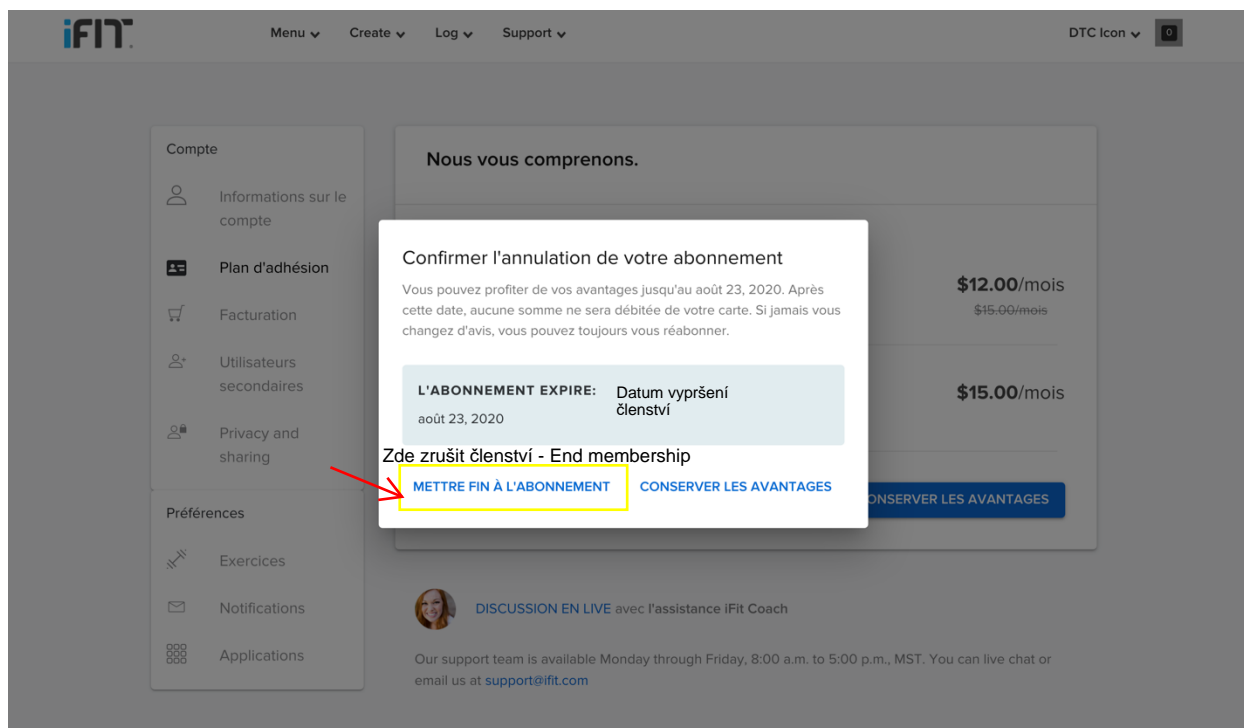 iFIT.
Menu
Create
Log
Support
DTC Icon
0
Compte
Informations sur le
compte
Plan d'adhésion
Facturation
Utilisateurs
secondaires
Privacy and
sharing
Préférences
Exercices
Notifications
Applications
Nous vous comprenons.
$12.00/mois
$15.00/mois
$15.00/mois
Confirmer l'annulation de votre abonnement
Vous pouvez profiter de vos avantages jusqu'au août 23, 2020. Après
cette date, aucune somme ne sera débitée de votre carte. Si jamais vous
changez d'avis, vous pouvez toujours vous réabonner.
L'ABONNEMENT EXPIRE:
août 23, 2020
Datum vypršení
členství
Zde zrušit členství - End membership
METTRE FIN À L'ABONNEMENT
CONSERVER LES AVANTAGES
ONSERVER LES AVANTAGES
DISCUSSION EN LIVE avec l'assistance iFit Coach
Our support team is available Monday through Friday, 8:00 a.m. to 5:00 p.m., MST. You can live chat or
email us at support@ifit.com